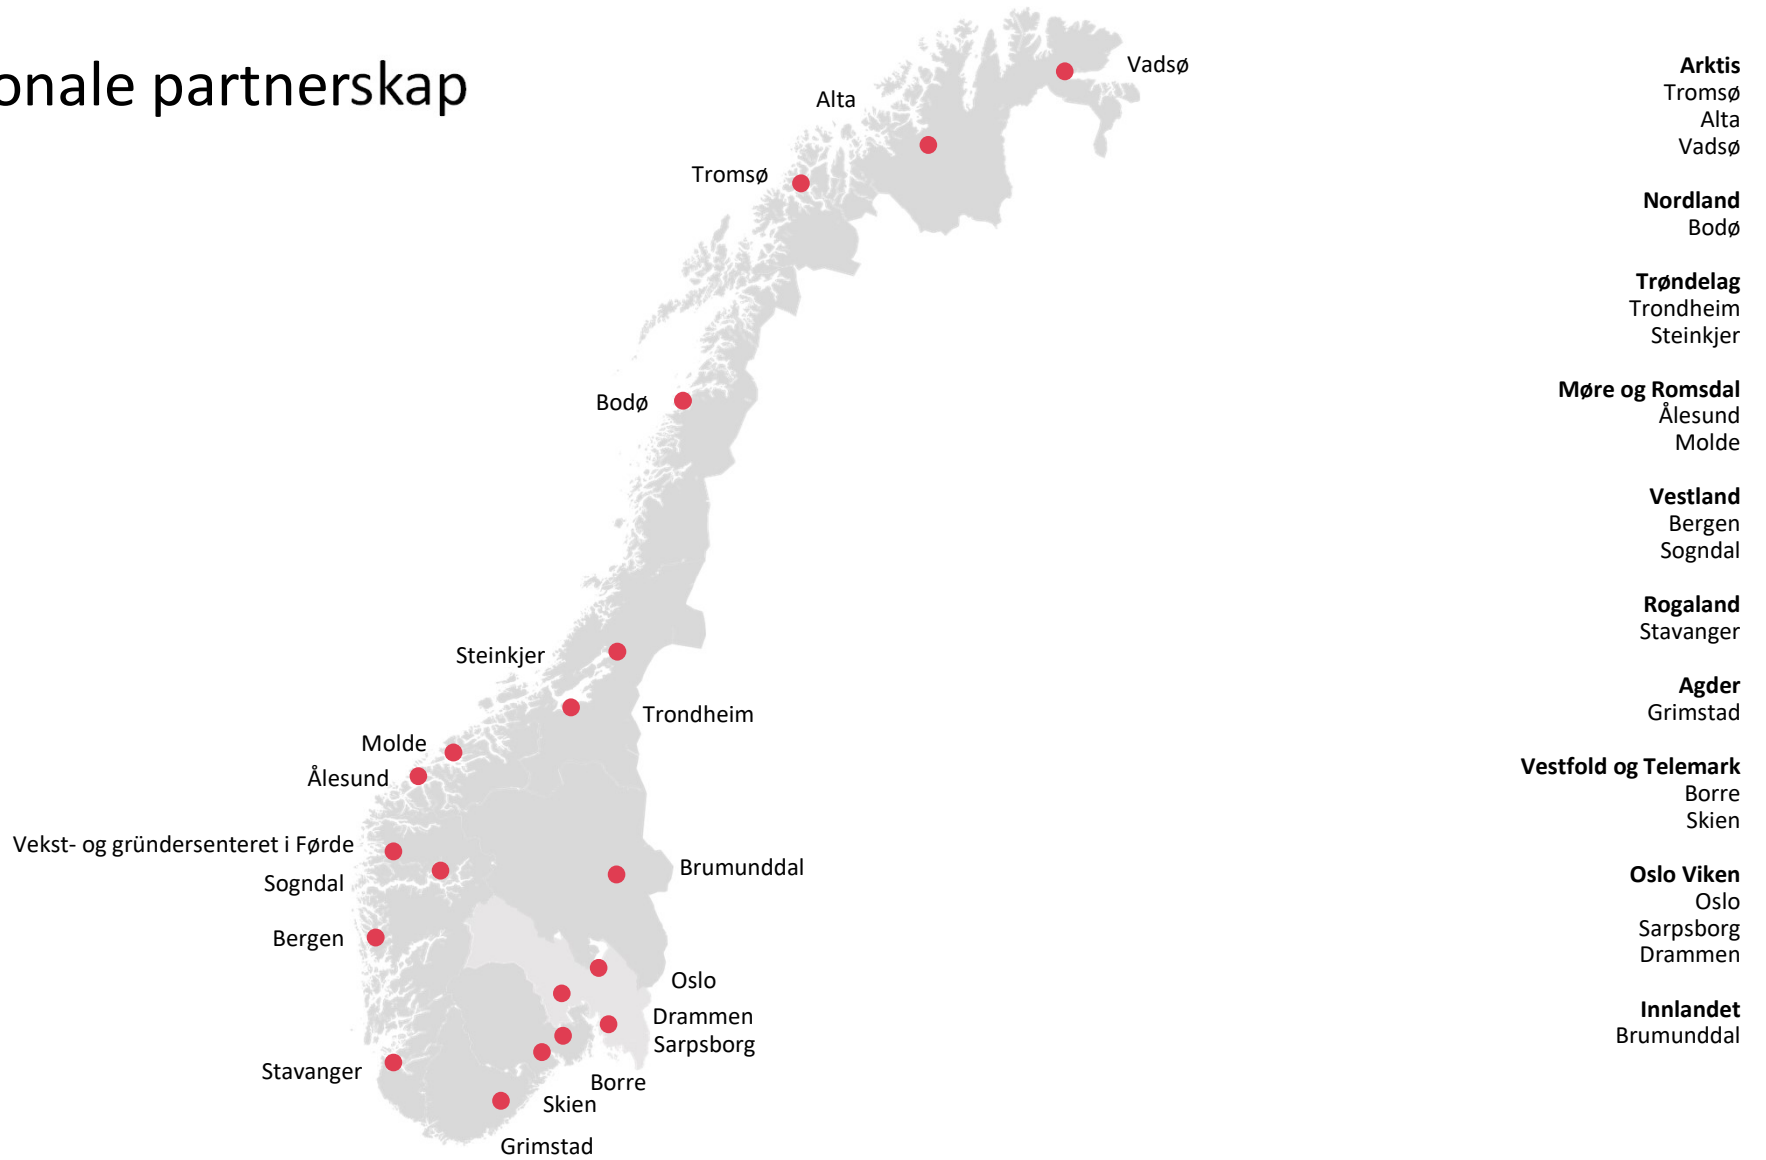 onale partnerskap
Vadsø
Alta
Tromsø
Bodø
Steinkjer
Trondheim
Molde
Ålesund
Vekst- og gründersenteret i Førde
Brumunddal
Sogndal
Bergen
Oslo
Drammen
Sarpsborg
Stavanger
Borre
Skien
Grimstad
Arktis
Tromsø
Alta
Vadsø
Nordland
Bodø
Trøndelag
Trondheim
Steinkjer
Møre og Romsdal
Ålesund
Molde
Vestland
Bergen
Sogndal
Rogaland
Stavanger
Agder
Grimstad
Vestfold og Telemark
Borre
Skien
Oslo Viken
Oslo
Sarpsborg
Drammen
Innlandet
Brumunddal